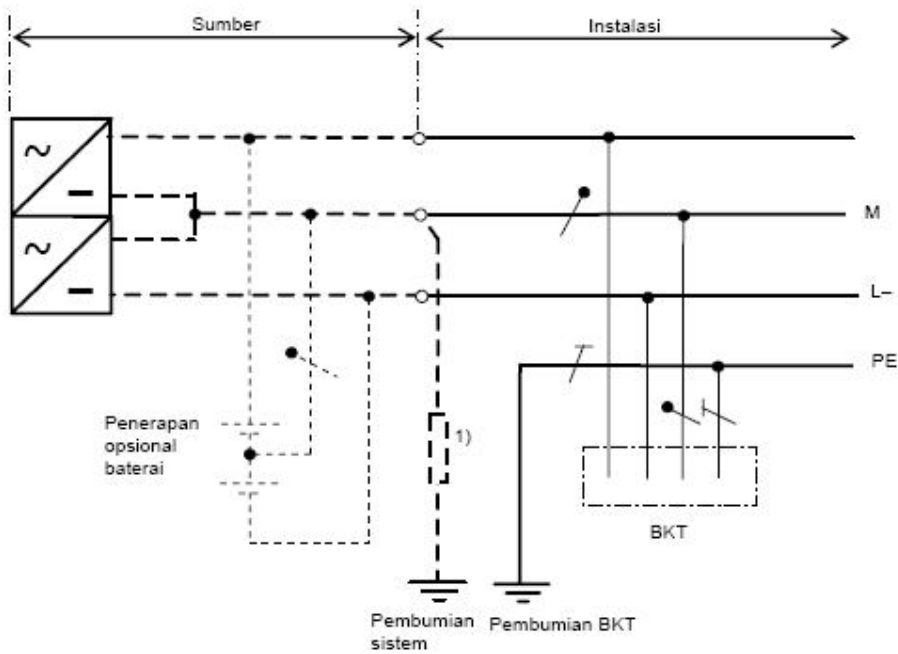 Sumber
Instalasi
M
L–
PE
1)
Penerapan
opsional
baterai
BKT
Pembumian
sistem
Pembumian BKT